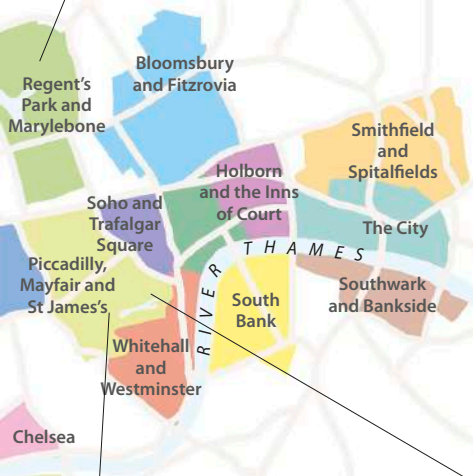 Bloomsbury
and Fitzrovia
Regent's
Park and
Marylebone
Smithfield
and
Spitalfields
Holborn
and the Inns
of Court
Soho and
Trafalgar
Square
The City
THAMES
Piccadilly,
Mayfair and
St James's
RIVER
Southwark
and Bankside
South
Bank
Whitehall
and
Westminster
Chelsea